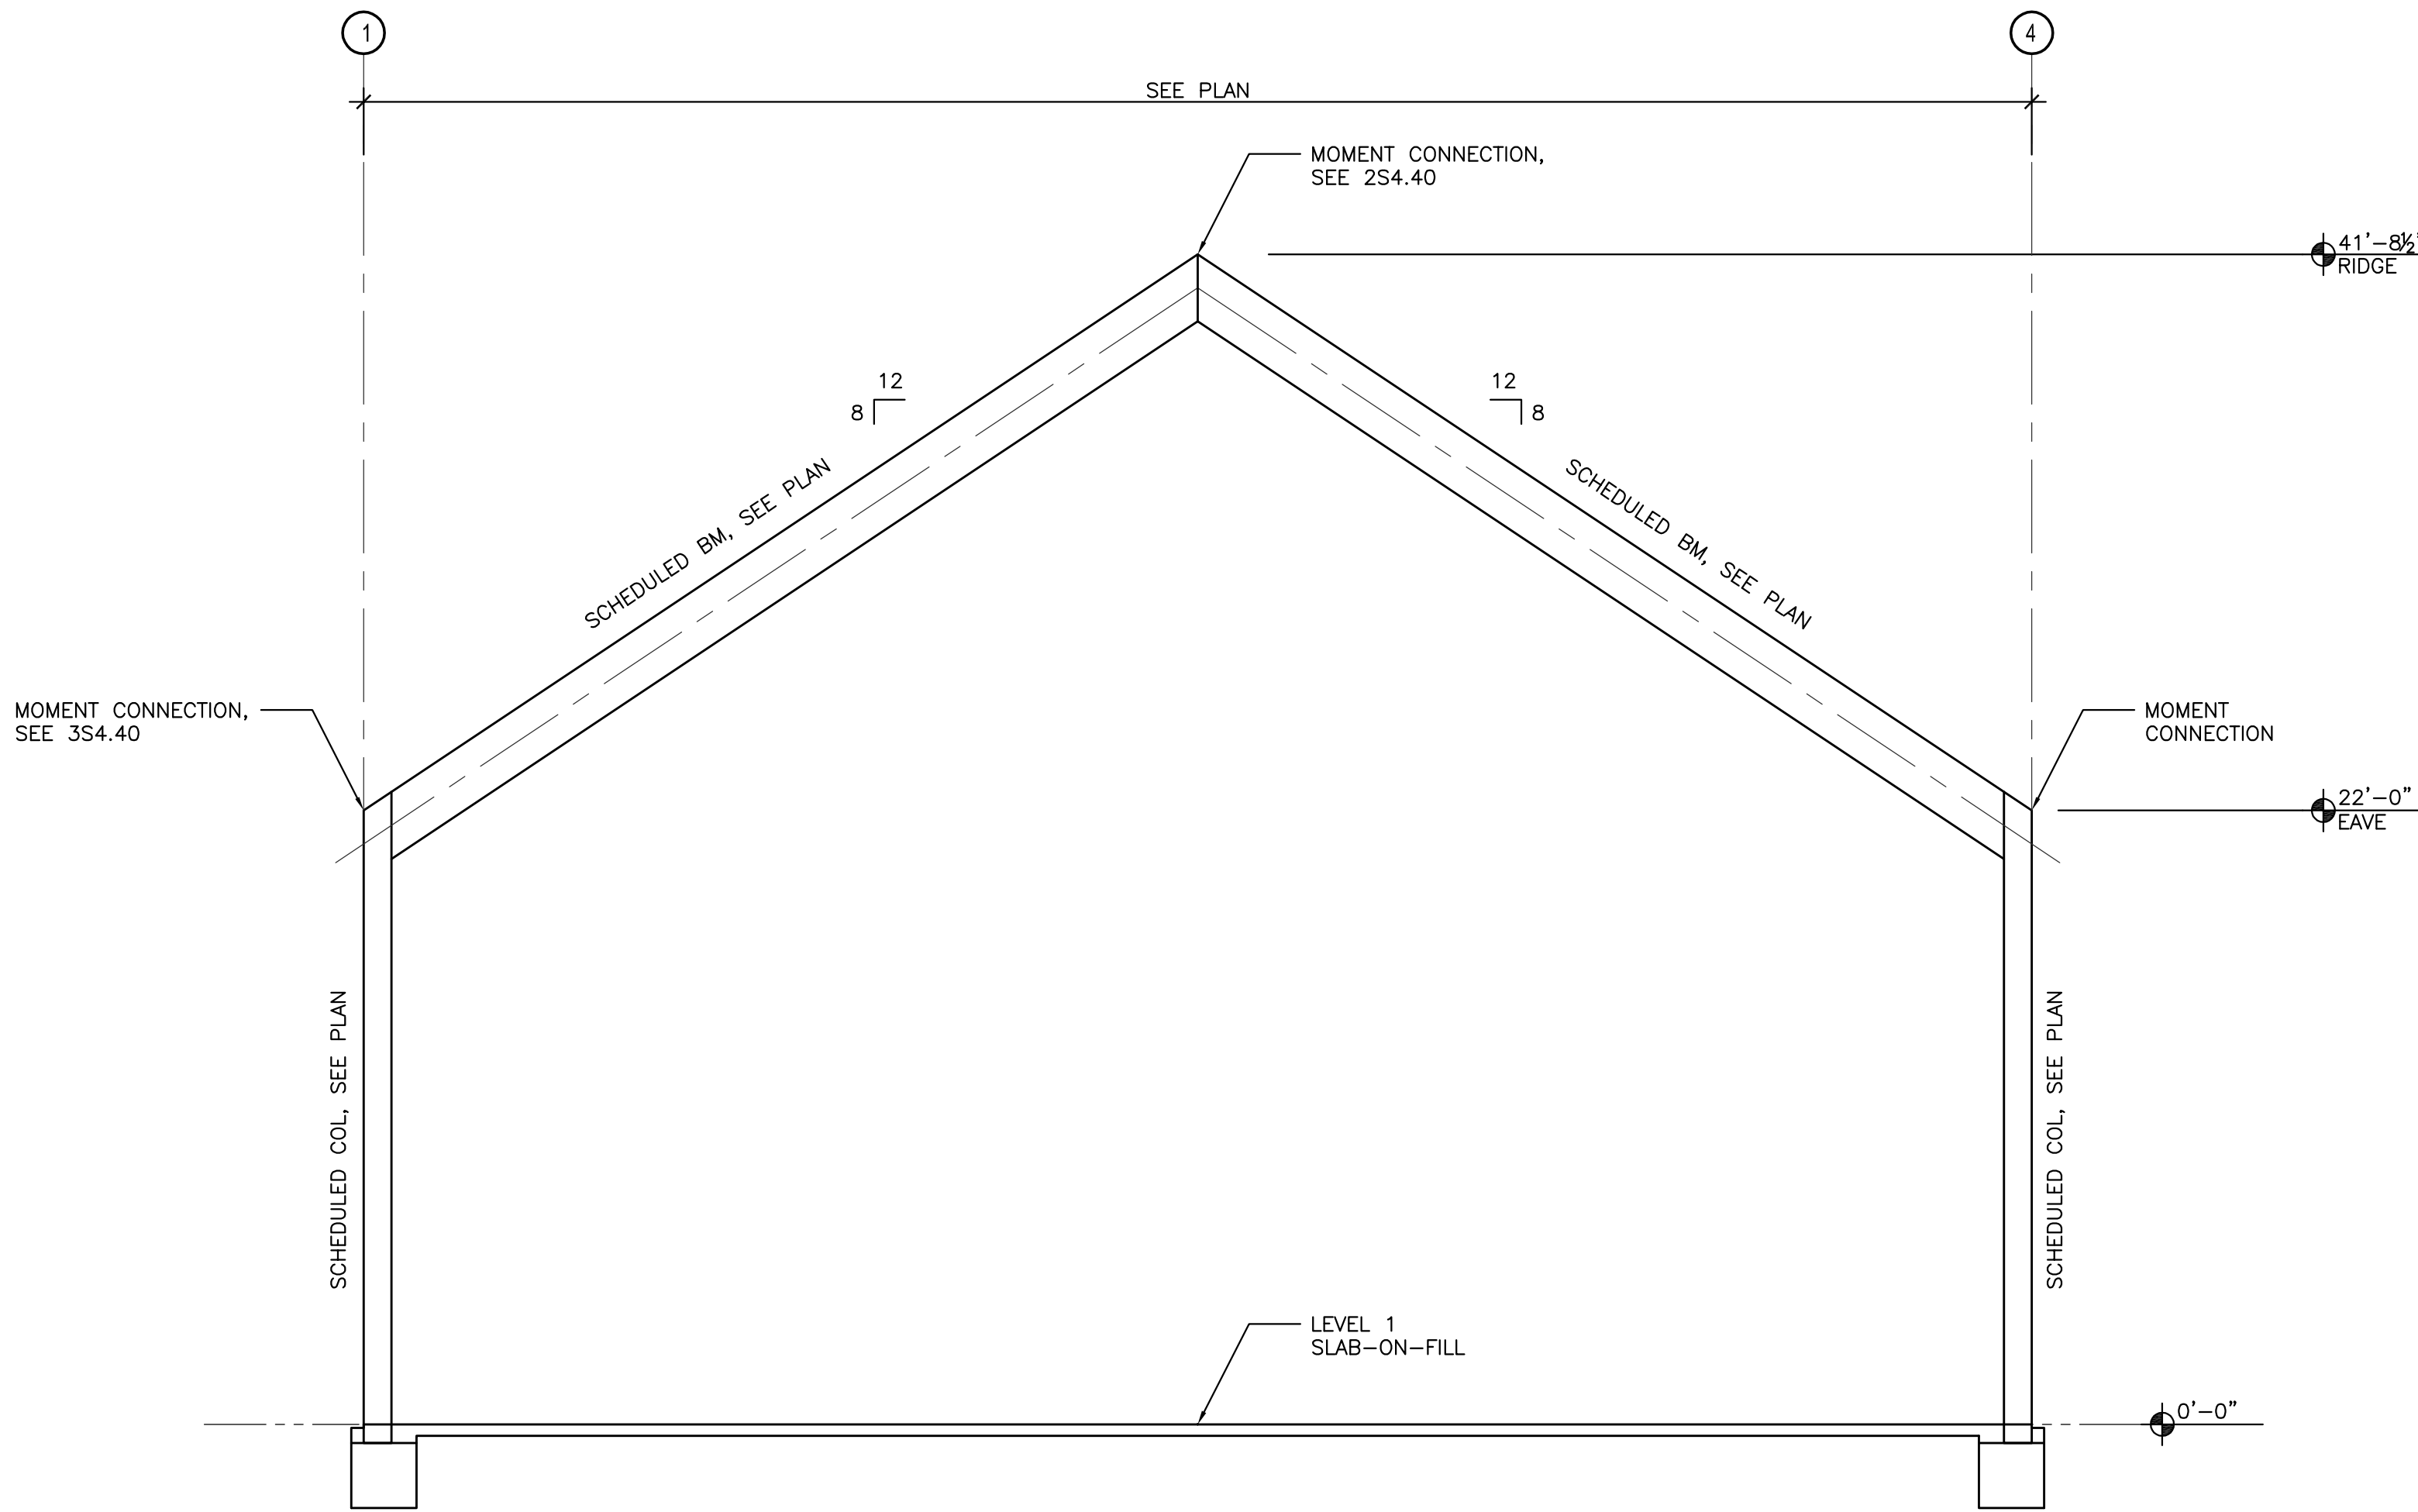 1
4
SEE PLAN
MOMENT CONNECTION,
SEE 2S4.40
41'-8½"
RIDGE
12
8
12
8
SCHEDULED BM, SEE PLAN
SCHEDULED BM, SEE PLAN
MOMENT CONNECTION,
SEE 3S4.40
MOMENT
CONNECTION
22'-0"
EAVE
SCHEDULED COL, SEE PLAN
SCHEDULED COL, SEE PLAN
LEVEL 1
SLAB-ON-FILL
0'-0"